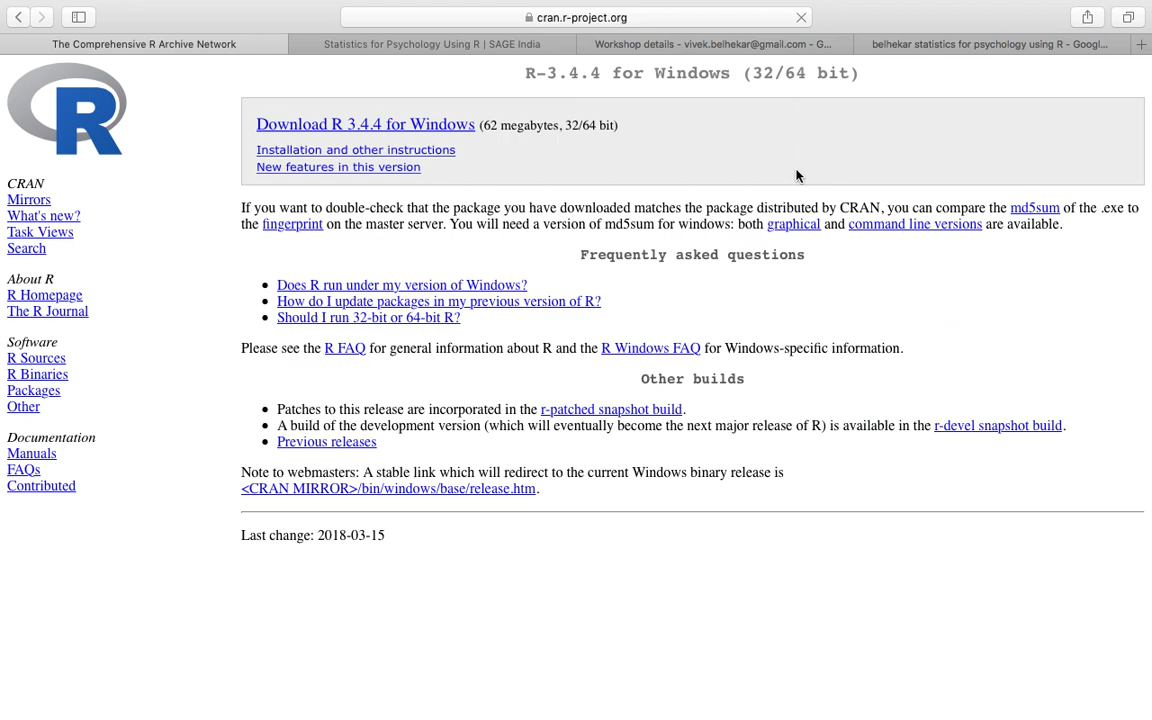 cran.r-project.org
The Comprehensive R Archive Network
Statistics for Psychology Using R | SAGE India
Workshop details - vivek.belhekar@gmail.com - G...
belhekar statistics for psychology using R - Googl...
R
CRAN
Mirrors
What's new?
Task Views
Search
About R
R Homepage
The R Journal
Software
R Sources
R Binaries
Packages
Other
Documentation
Manuals
FAQs
Contributed
R-3.4.4 for Windows (32/64 bit)
Download R 3.4.4 for Windows (62 megabytes, 32/64 bit)
Installation and other instructions
New features in this version
If you want to double-check that the package you have downloaded matches the package distributed by CRAN, you can compare the md5sum of the .exe to
the fingerprint on the master server. You will need a version of md5sum for windows: both graphical and command line versions are available.
Frequently asked questions
Does R run under my version of Windows?
How do I update packages in my previous version of R?
Should I run 32-bit or 64-bit R?
Please see the R FAQ for general information about R and the R Windows FAQ for Windows-specific information.
Other builds
Patches to this release are incorporated in the r-patched snapshot build.
A build of the development version (which will eventually become the next major release of R) is available in the r-devel snapshot build.
Previous releases
Note to webmasters: A stable link which will redirect to the current Windows binary release is
<CRAN MIRROR>/bin/windows/base/release.htm.
Last change: 2018-03-15